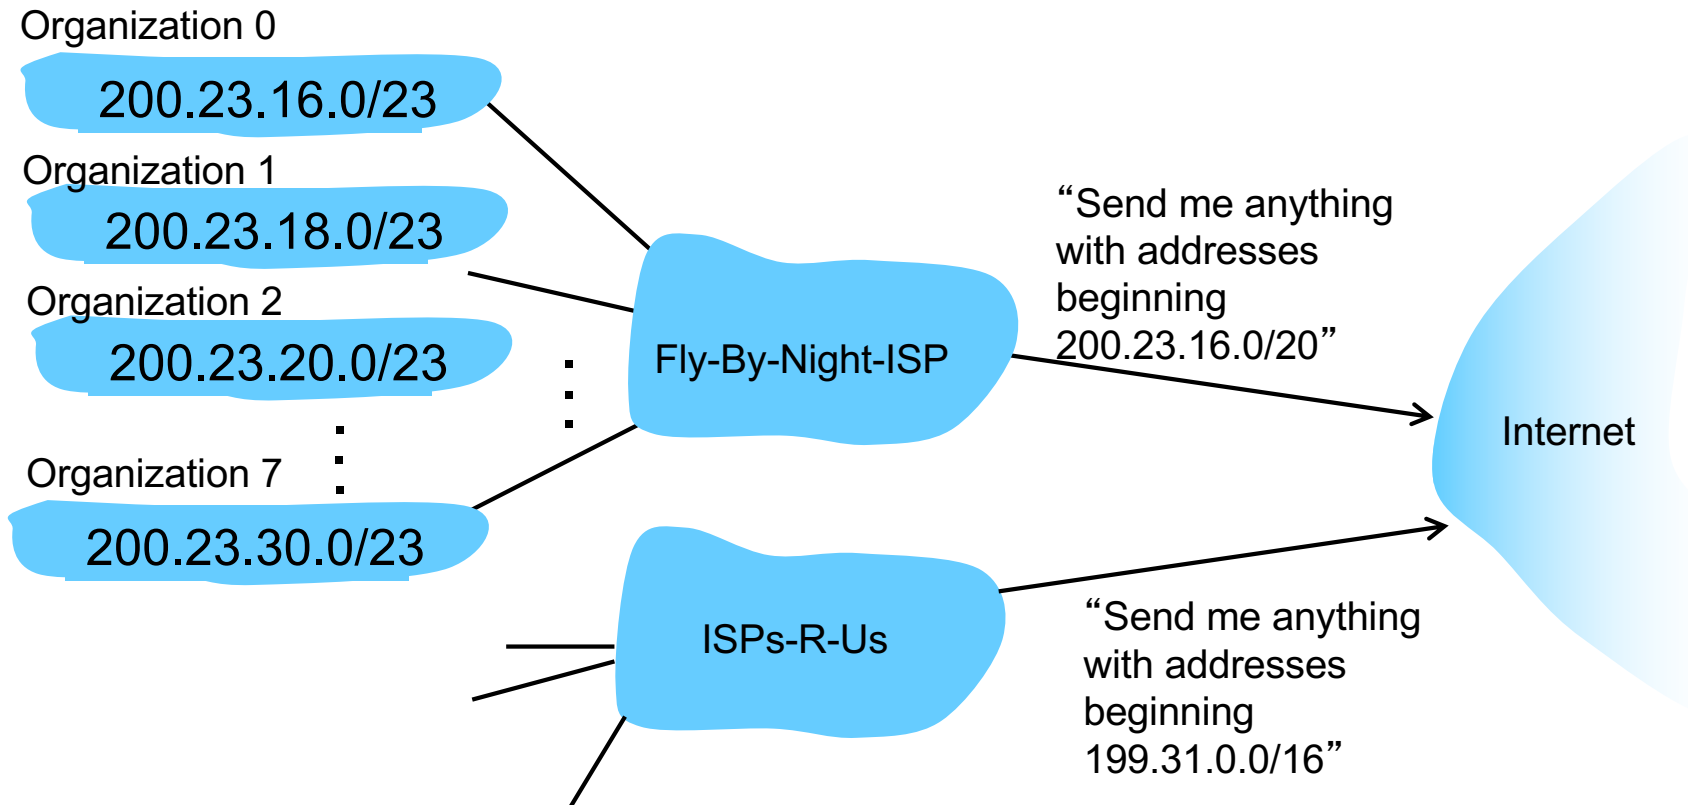 Organization 0
200.23.16.0/23
Organization 1
200.23.18.0/23
Organization 2
200.23.20.0/23
Organization 7
200.23.30.0/23
Fly-By-Night-ISP
“Send me anything
with addresses
beginning
200.23.16.0/20”
Internet
ISPs-R-Us
“Send me anything
with addresses
beginning
199.31.0.0/16”